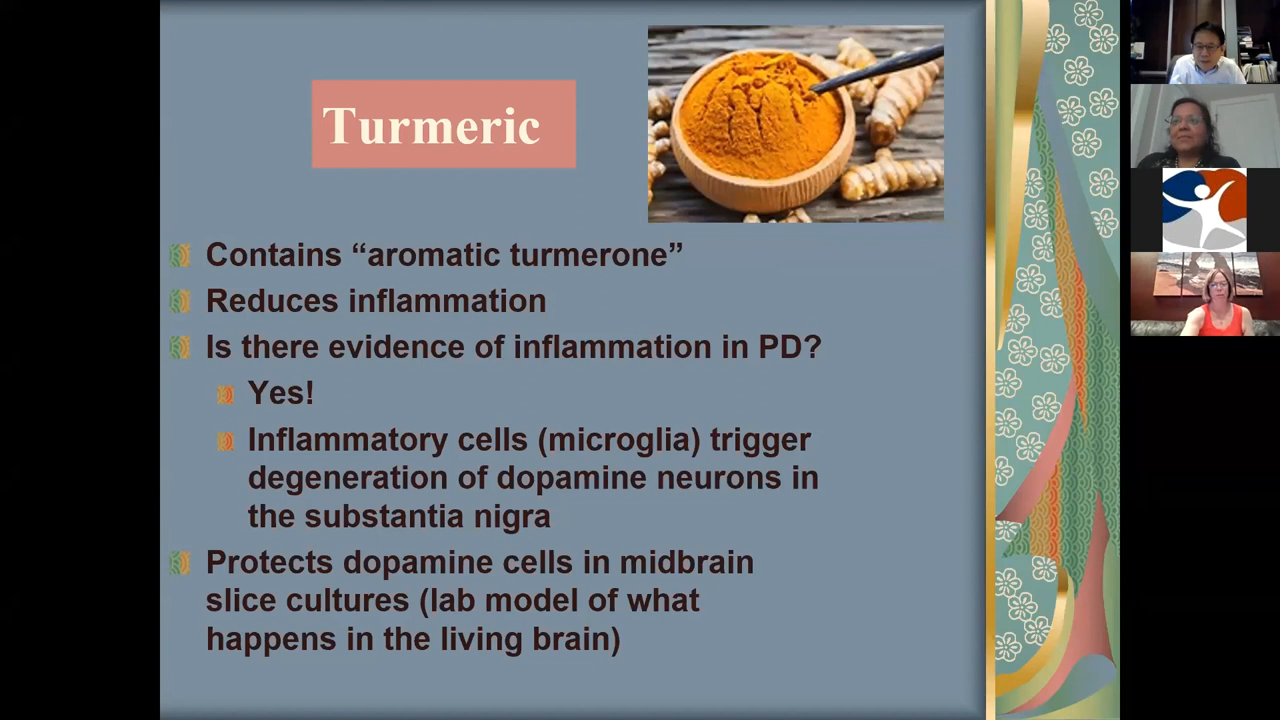 Turmeric
Contains “aromatic turmerone”
Reduces inflammation
Is there evidence of inflammation in PD?
Yes!
Inflammatory cells (microglia) trigger
degeneration of dopamine neurons in
the substantia nigra
Protects dopamine cells in midbrain
slice cultures (lab model of what
happens in the living brain)